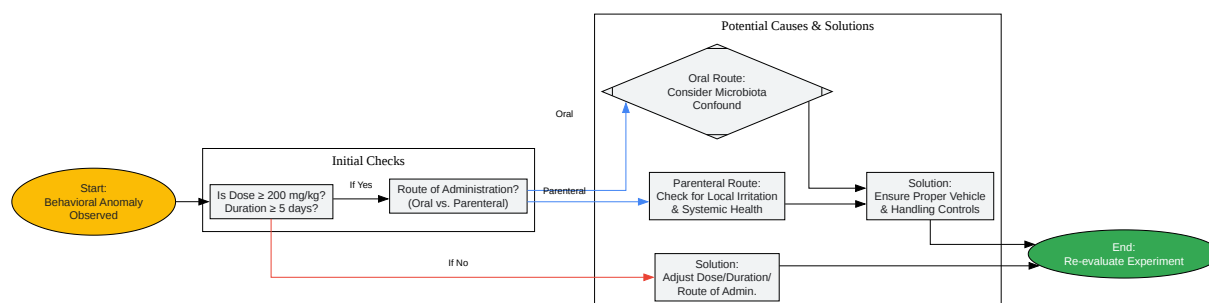 Potential Causes & Solutions
Oral Route:
Consider Microbiota
Confound
Oral
Initial Checks
Start:
Behavioral Anomaly
Observed
Is Dose ≥ 200 mg/kg?
Duration ≥ 5 days?
If Yes
Route of Administration?
(Oral vs. Parenteral)
Parenteral
Parenteral Route:
Check for Local Irritation
& Systemic Health
Solution:
Ensure Proper Vehicle
& Handling Controls
If No
Solution:
Adjust Dose/Duration/
Route of Admin.
End:
Re-evaluate Experiment